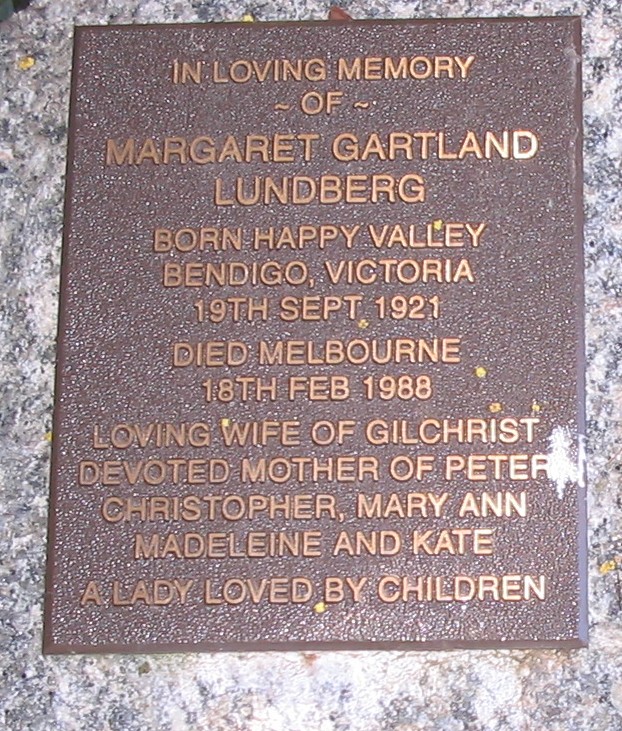 IN LOVING MEMORY
~ OF ~
MARGARET GARTLAND
LUNDBERG
BORN HAPPY VALLEY
BENDIGO, VICTORIA
19TH SEPT 1921
DIED MELBOURNE
18TH FEB 1988
LOVING WIFE OF GILCHRIST
DEVOTED MOTHER OF PETER
CHRISTOPHER, MARY ANN
MADELEINE AND KATE
A LADY LOVED BY CHILDREN